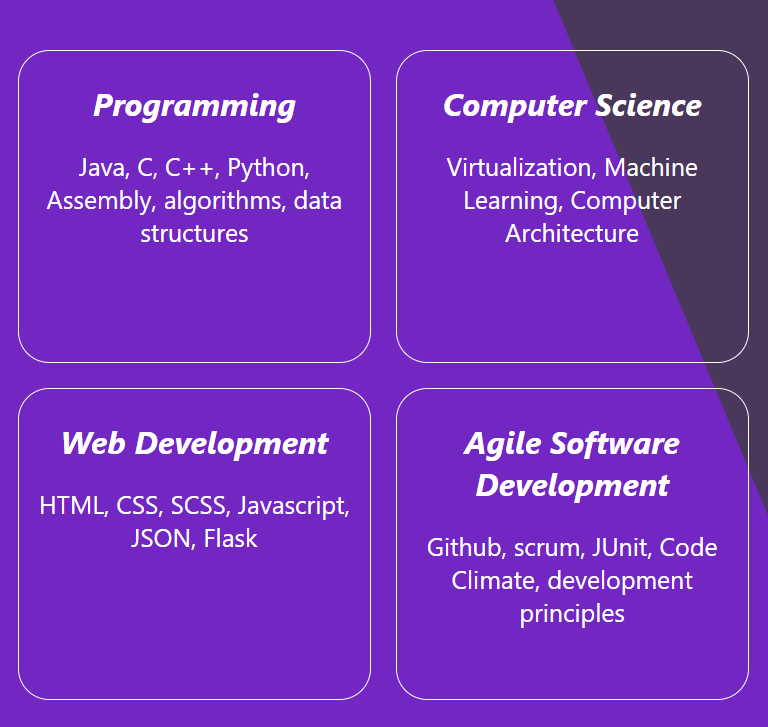 Programming
Java, C, C++, Python,
Assembly, algorithms, data
structures
Computer Science
Virtualization, Machine
Learning, Computer
Architecture
Web Development
HTML, CSS, SCSS, Javascript,
JSON, Flask
Agile Software
Development
Github, scrum, JUnit, Code
Climate, development
principles